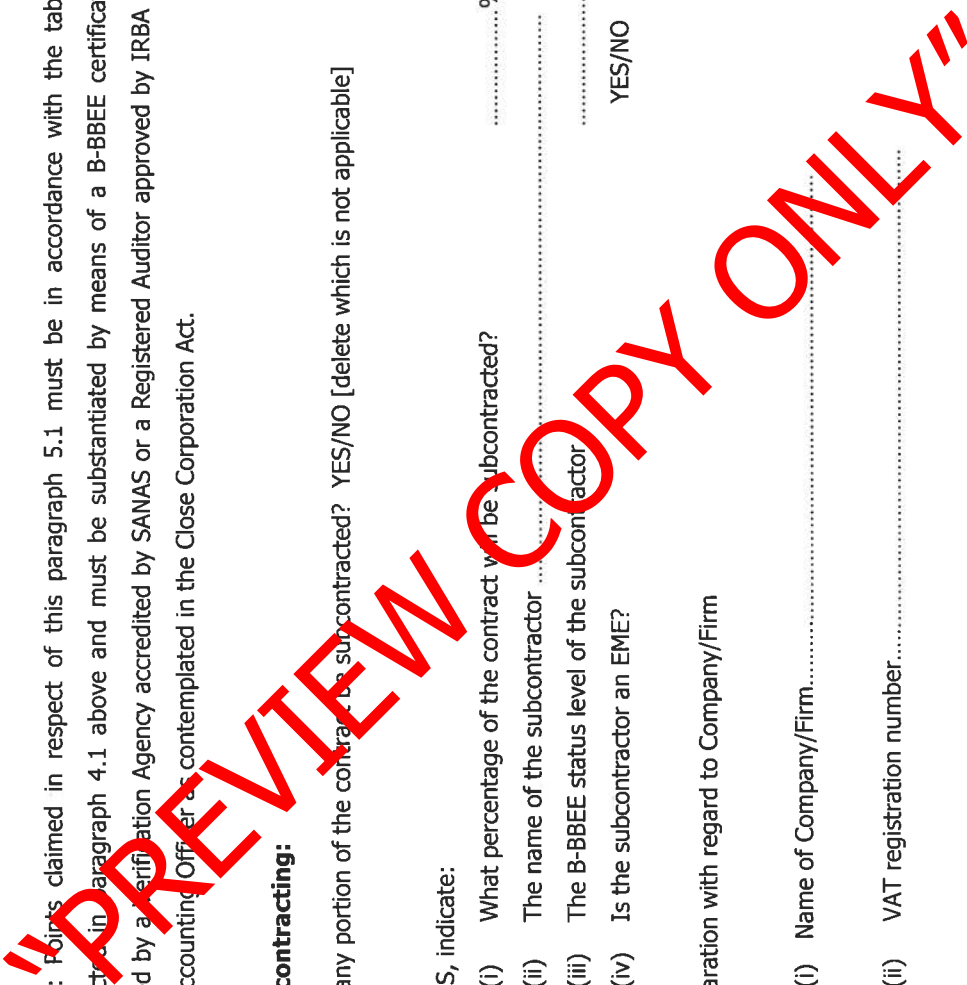 : Points claimed in respect of this paragraph 5.1 must be in accordance with the tab
cted in paragraph 4.1 above and must be substantiated by means of a B-BBEE certifica
d by a Verification Agency accredited by SANAS or a Registered Auditor approved by IRBA
ccounting Officer as contemplated in the Close Corporation Act.
contracting:
any portion of the contract be subcontracted? YES/NO [delete which is not applicable]
S, indicate:
(i) What percentage of the contract will be subcontracted? ............%
(ii) The name of the subcontractor ............................................................
(iii) The B-BBEE status level of the subcontractor ............
(iv) Is the subcontractor an EME? YES/NO
aration with regard to Company/Firm
(i) Name of Company/Firm............................................................
(ii) VAT registration number............................................................
"PREVIEW COPY ONLY"